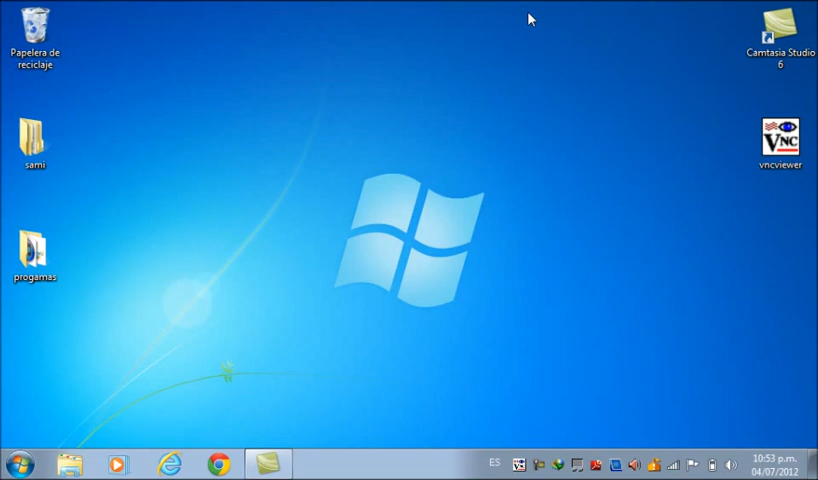 Papelera de
reciclaje
sami
progamas
Camtasia Studio
6
VNC
vncviewer
ES
10:53 p.m.
04/07/2012